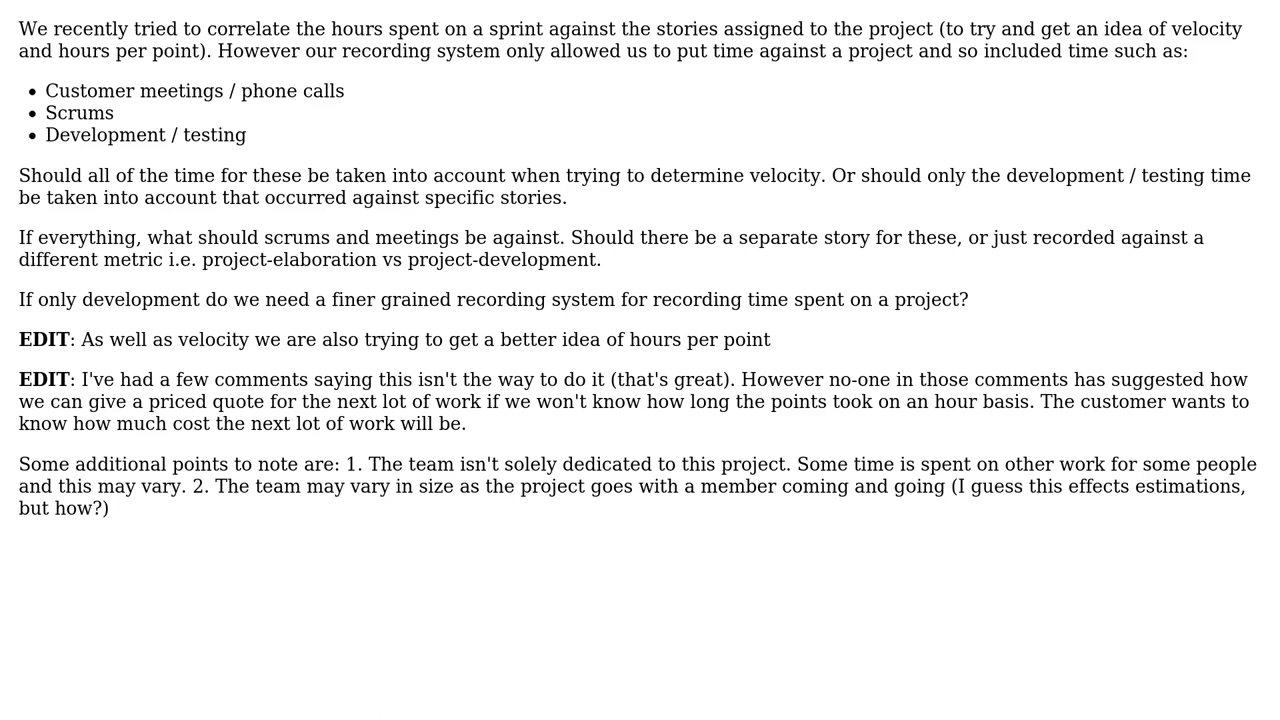 We recently tried to correlate the hours spent on a sprint against the stories assigned to the project (to try and get an idea of velocity
and hours per point). However our recording system only allowed us to put time against a project and so included time such as:
• Customer meetings / phone calls
• Scrums
• Development / testing
Should all of the time for these be taken into account when trying to determine velocity. Or should only the development / testing time
be taken into account that occurred against specific stories.
If everything, what should scrums and meetings be against. Should there be a separate story for these, or just recorded against a
different metric i.e. project-elaboration vs project-development.
If only development do we need a finer grained recording system for recording time spent on a project?
EDIT: As well as velocity we are also trying to get a better idea of hours per point
EDIT: I've had a few comments saying this isn't the way to do it (that's great). However no-one in those comments has suggested how
we can give a priced quote for the next lot of work if we won't know how long the points took on an hour basis. The customer wants to
know how much cost the next lot of work will be.
Some additional points to note are: 1. The team isn't solely dedicated to this project. Some time is spent on other work for some people
and this may vary. 2. The team may vary in size as the project goes with a member coming and going (I guess this effects estimations,
but how?)